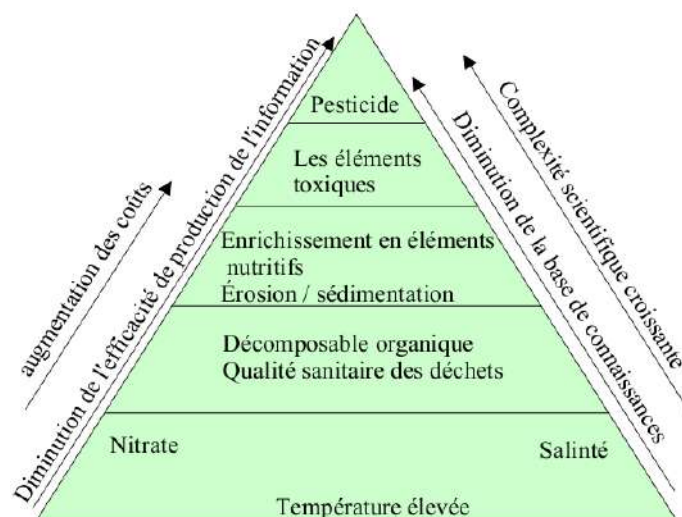 Pesticide
Les éléments
toxiques
Enrichissement en éléments
nutritifs
Érosion / sédimentation
Décomposable organique
Qualité sanitaire des déchets
Nitrate
Salinté
Température élevée
augmentation des coûts
Diminution de l'efficacité de production de l'information
Diminution de la base de connaissances
Complexité scientifique croissante